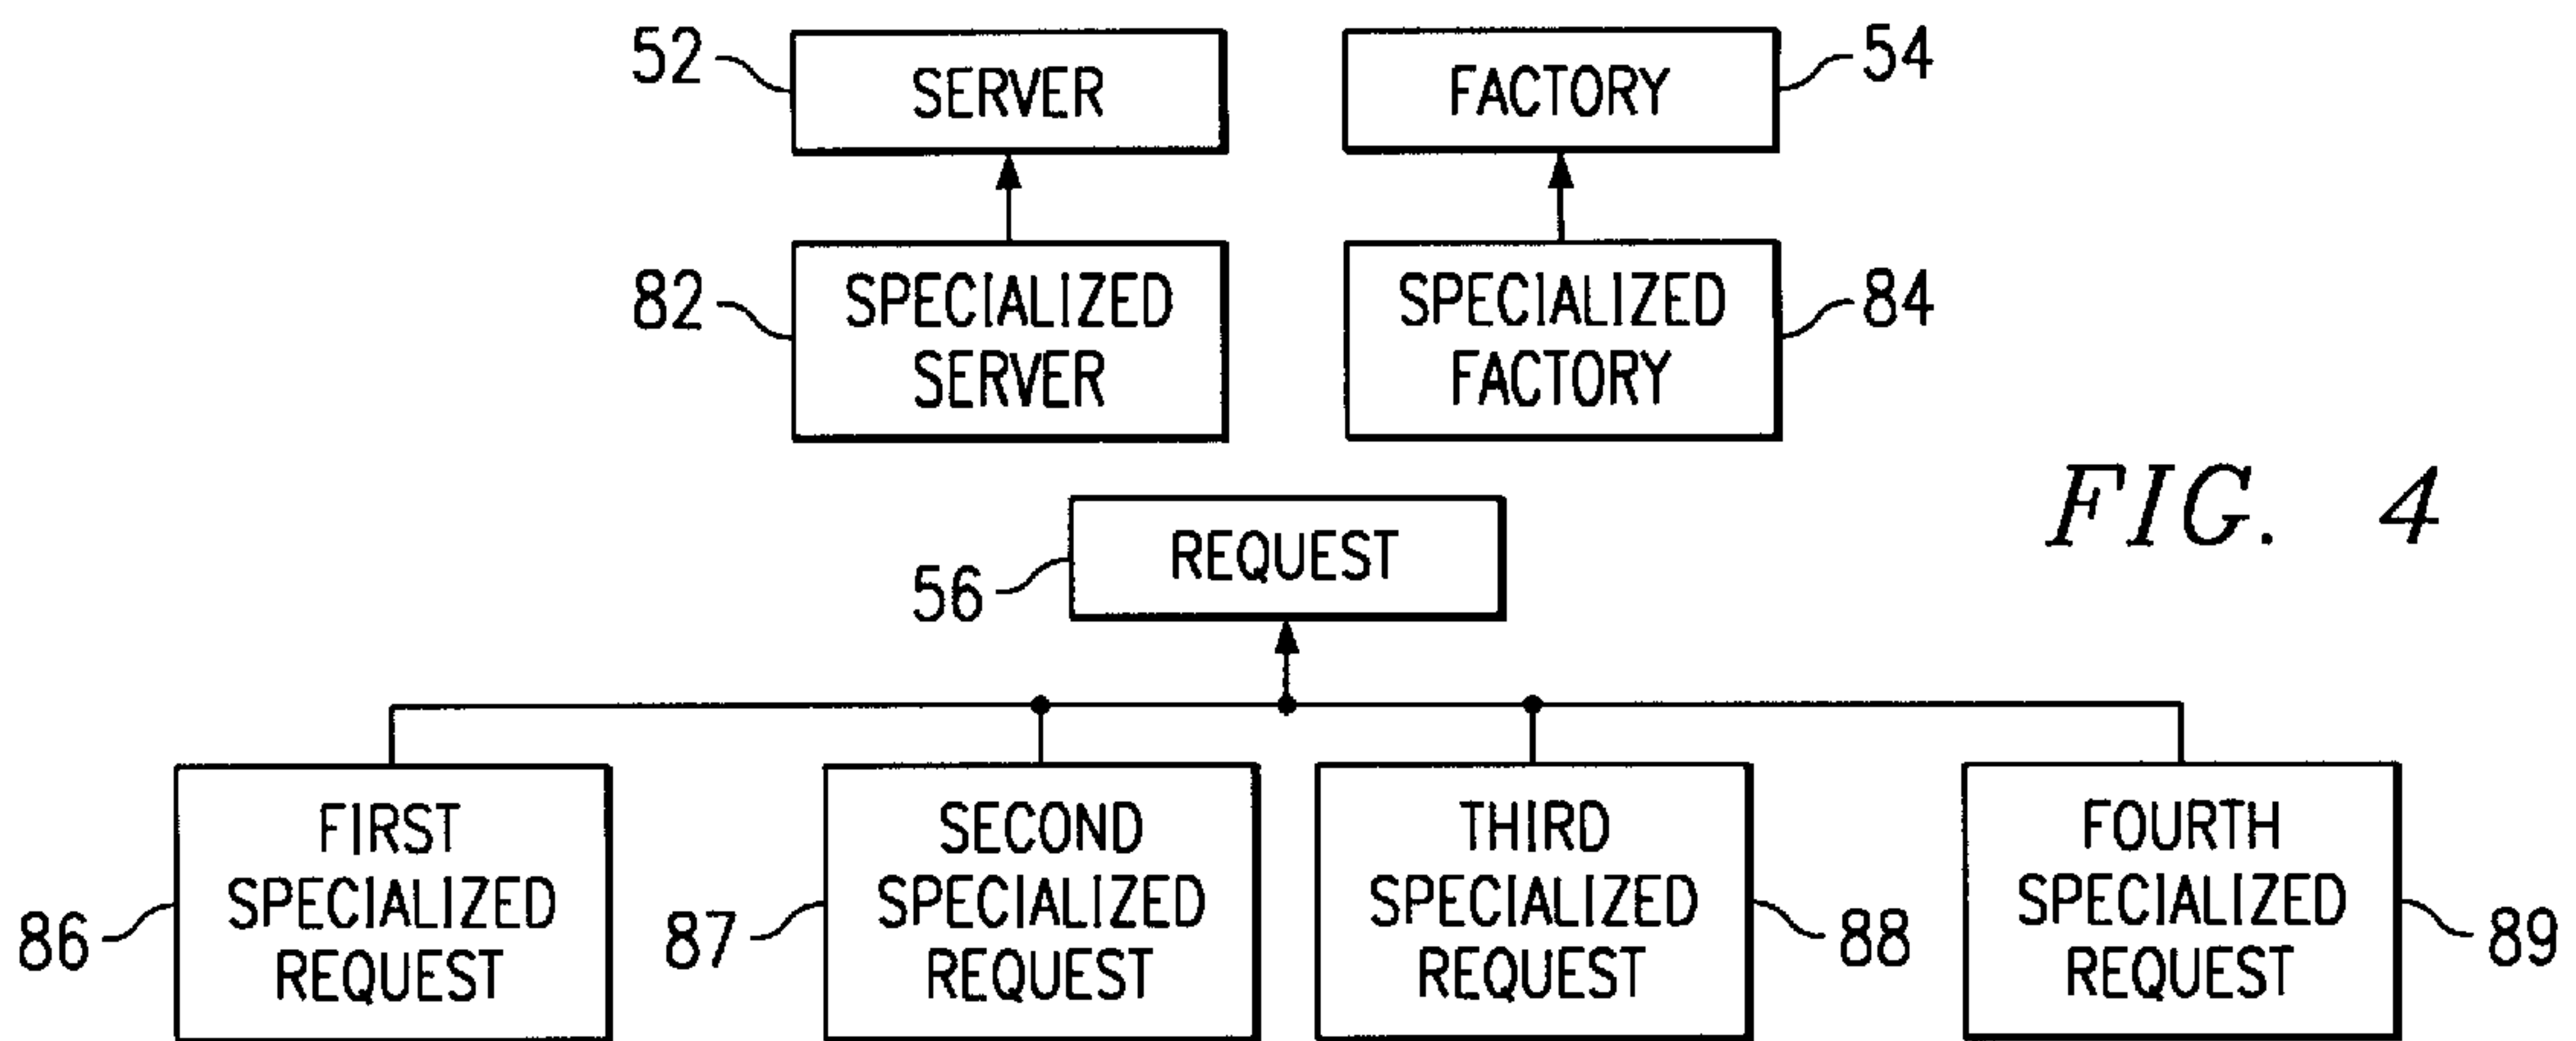 52
SERVER
FACTORY
54
82
SPECIALIZED
SERVER
SPECIALIZED
FACTORY
84
FIG. 4
56
REQUEST
86
FIRST
SPECIALIZED
REQUEST
87
SECOND
SPECIALIZED
REQUEST
THIRD
SPECIALIZED
REQUEST
88
FOURTH
SPECIALIZED
REQUEST
89